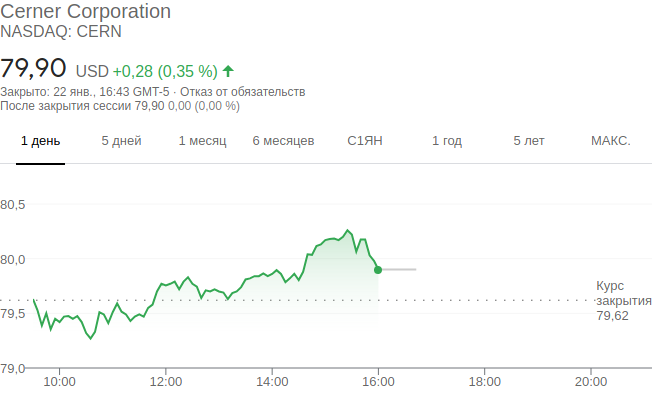 Cerner Corporation
NASDAQ: CERN
79,90 USD +0,28 (0,35 %)
Закрыто: 22 янв., 16:43 GMT-5 · Отказ от обязательств
После закрытия сессии 79,90 0,00 (0,00 %)
1 день 5 дней 1 месяц 6 месяцев С1ЯН 1 год 5 лет МАКС.
80,5
80,0
Курс
закрытия
79,62
79,5
79,0
10:00 12:00 14:00 16:00 18:00 20:00